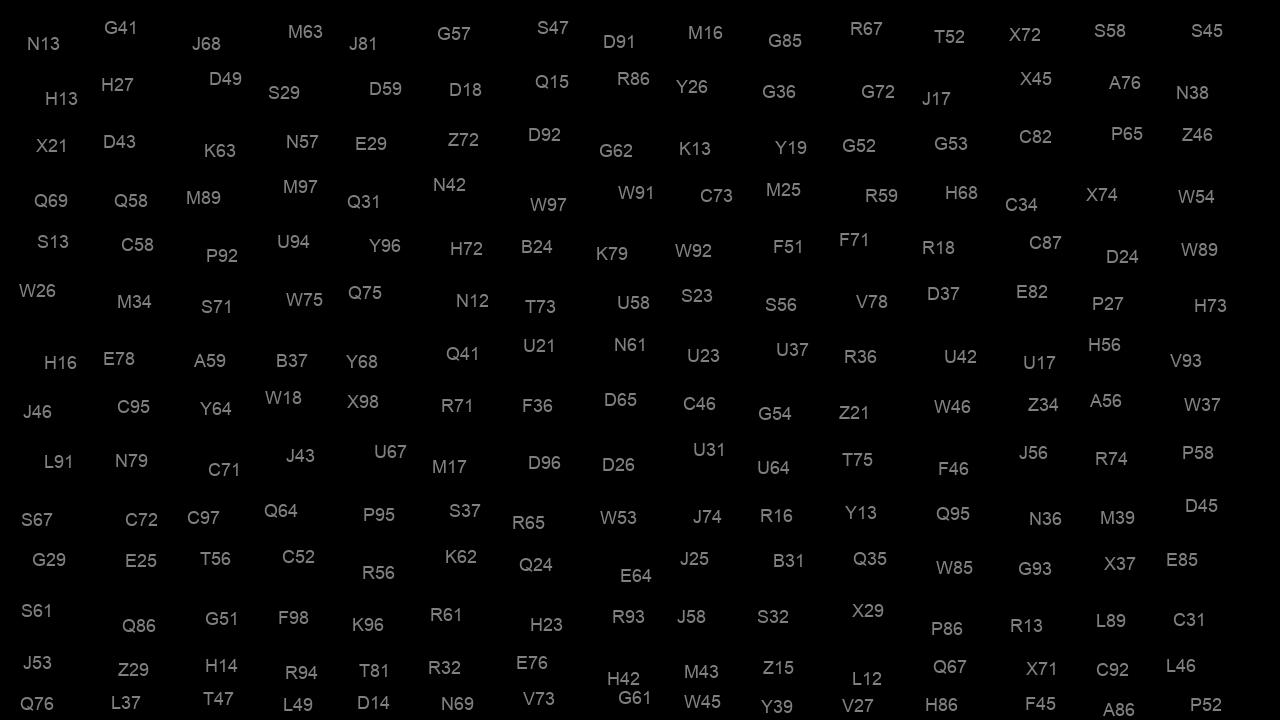 N13 G41 J68 M63 J81 G57 S47 D91 M16 G85 R67 T52 X72 S58 S45
H13 H27 D49 S29 D59 D18 Q15 R86 Y26 G36 G72 J17 X45 A76 N38
X21 D43 K63 N57 E29 Z72 D92 G62 K13 Y19 G52 G53 C82 P65 Z46
Q69 Q58 M89 M97 Q31 N42 W97 W91 C73 M25 R59 H68 C34 X74 W54
S13 C58 P92 U94 Y96 H72 B24 K79 W92 F51 F71 R18 C87 D24 W89
W26 M34 S71 W75 Q75 N12 T73 U58 S23 S56 V78 D37 E82 P27 H73
H16 E78 A59 B37 Y68 Q41 U21 N61 U23 U37 R36 U42 U17 H56 V93
J46 C95 Y64 W18 X98 R71 F36 D65 C46 G54 Z21 W46 Z34 A56 W37
L91 N79 C71 J43 U67 M17 D96 D26 U31 U64 T75 F46 J56 R74 P58
S67 C72 C97 Q64 P95 S37 R65 W53 J74 R16 Y13 Q95 N36 M39 D45
G29 E25 T56 C52 R56 K62 Q24 E64 J25 B31 Q35 W85 G93 X37 E85
S61 Q86 G51 F98 K96 R61 H23 R93 J58 S32 X29 P86 R13 L89 C31
J53 Z29 H14 R94 T81 R32 E76 H42 M43 Z15 L12 Q67 X71 C92 L46
Q76 L37 T47 L49 D14 N69 V73 G61 W45 Y39 V27 H86 F45 A86 P52